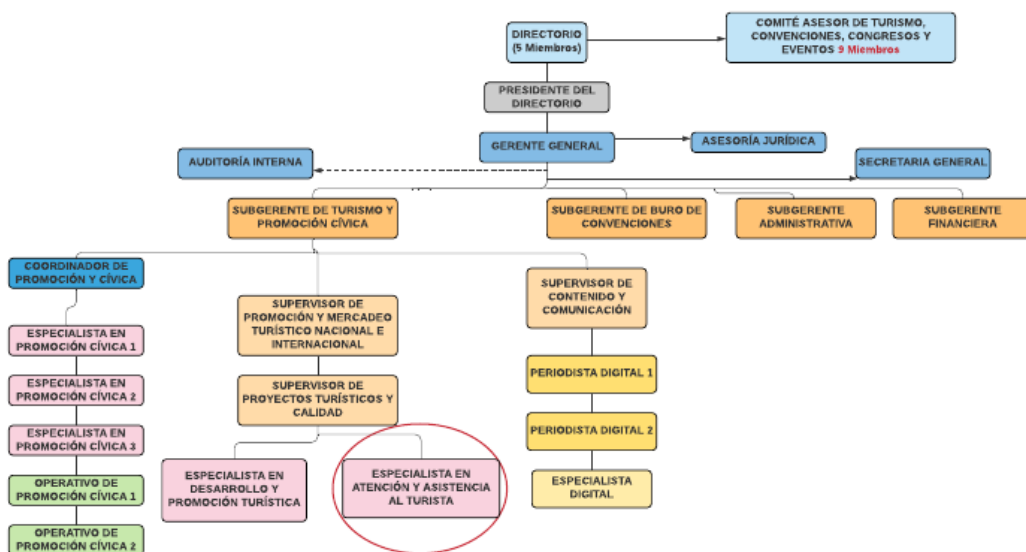 DIRECTORIO
(5 Miembros)
COMITÉ ASESOR DE TURISMO,
CONVENCIONES, CONGRESOS Y
EVENTOS 9 Miembros
PRESIDENTE DEL
DIRECTORIO
GERENTE
GENERAL
ASESORÍA JURÍDICA
AUDITORÍA INTERNA
SECRETARIA GENERAL
SUBGERENTE DE TURISMO Y
PROMOCIÓN CÍVICA
SUBGERENTE DE BURO DE
CONVENCIONES
SUBGERENTE
ADMINISTRATIVA
SUBGERENTE
FINANCIERA
COORDINADOR DE
PROMOCIÓN Y CÍVICA
ESPECIALISTA EN
PROMOCIÓN CÍVICA 1
ESPECIALISTA EN
PROMOCIÓN CÍVICA 2
ESPECIALISTA EN
PROMOCIÓN CÍVICA 3
OPERATIVO DE
PROMOCIÓN CÍVICA 1
OPERATIVO DE
PROMOCIÓN CÍVICA 2
SUPERVISOR DE
PROMOCIÓN Y MERCADEO
TURÍSTICO NACIONAL E
INTERNACIONAL
SUPERVISOR DE
PROYECTOS TURÍSTICOS Y
CALIDAD
ESPECIALISTA EN
DESARROLLO Y
PROMOCIÓN TURÍSTICA
ESPECIALISTA EN
ATENCIÓN Y ASISTENCIA
AL TURISTA
SUPERVISOR DE
CONTENIDO Y
COMUNICACIÓN
PERIODISTA DIGITAL 1
PERIODISTA DIGITAL 2
ESPECIALISTA
DIGITAL